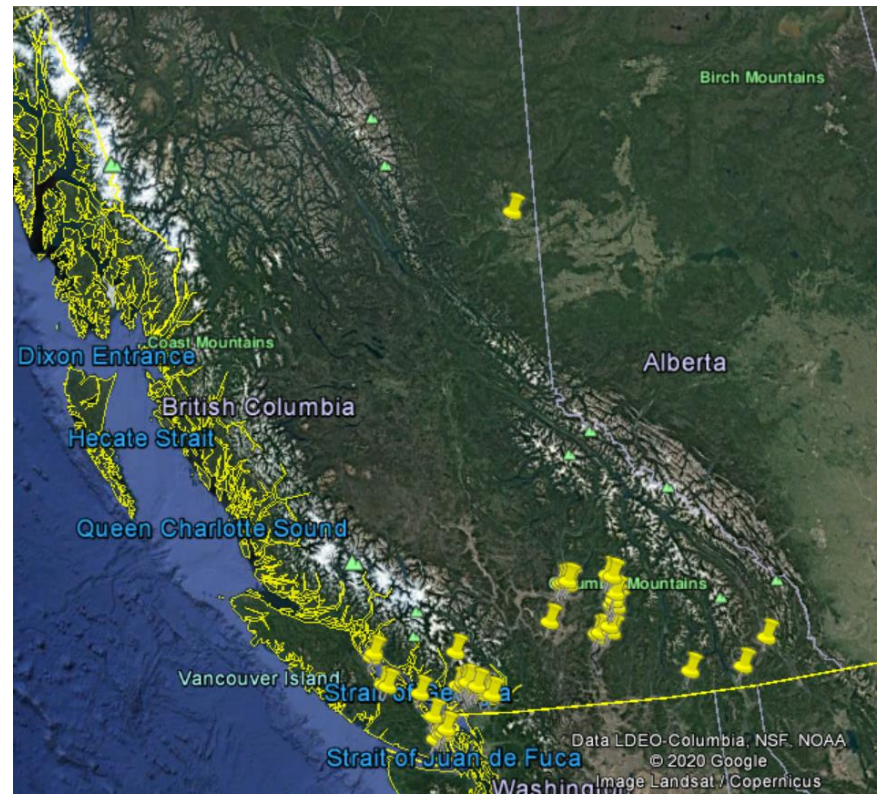 Birch Mountains
Coast Mountains
Dixon Entrance
Alberta
British Columbia
Hecate Strait
Queen Charlotte Sound
Mountains
Vancouver Island
Strait of
Data LDEO-Columbia, NSF, NOAA
Strait of Juan de Fuca
© 2020 Google
Image Landsat / Copernicus